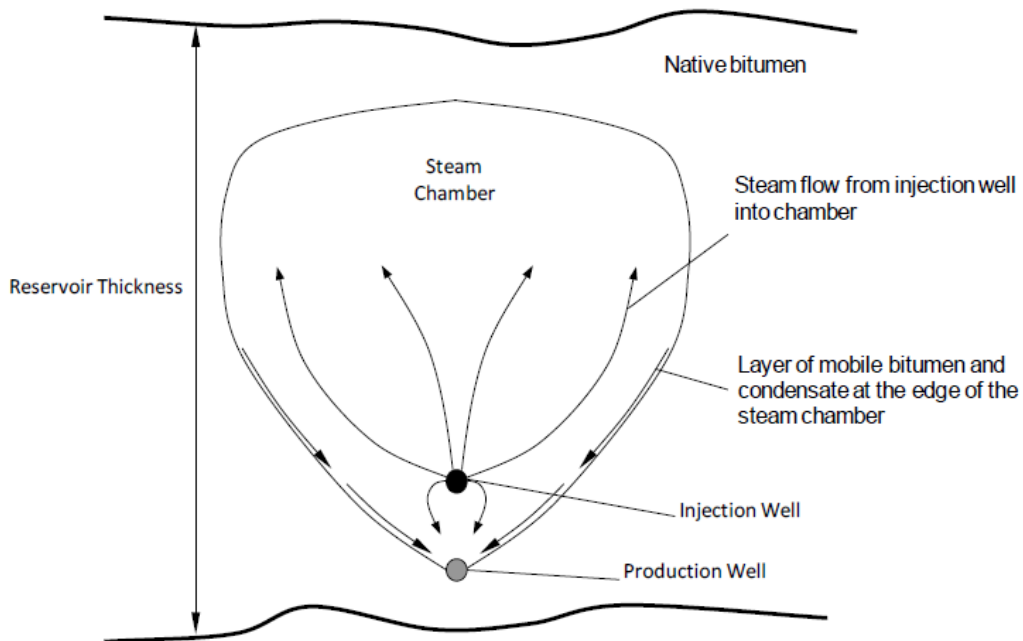 Native bitumen
Steam
Chamber
Steam flow from injection well
into chamber
Reservoir Thickness
Layer of mobile bitumen and
condensate at the edge of the
steam chamber
Injection Well
Production Well